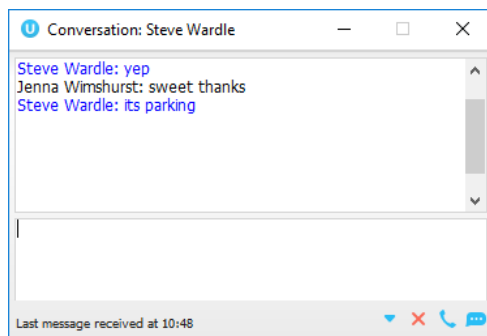 U Conversation: Steve Wardle
Steve Wardle: yep
Jenna Wimshurst: sweet thanks
Steve Wardle: its parking
Last message received at 10:48